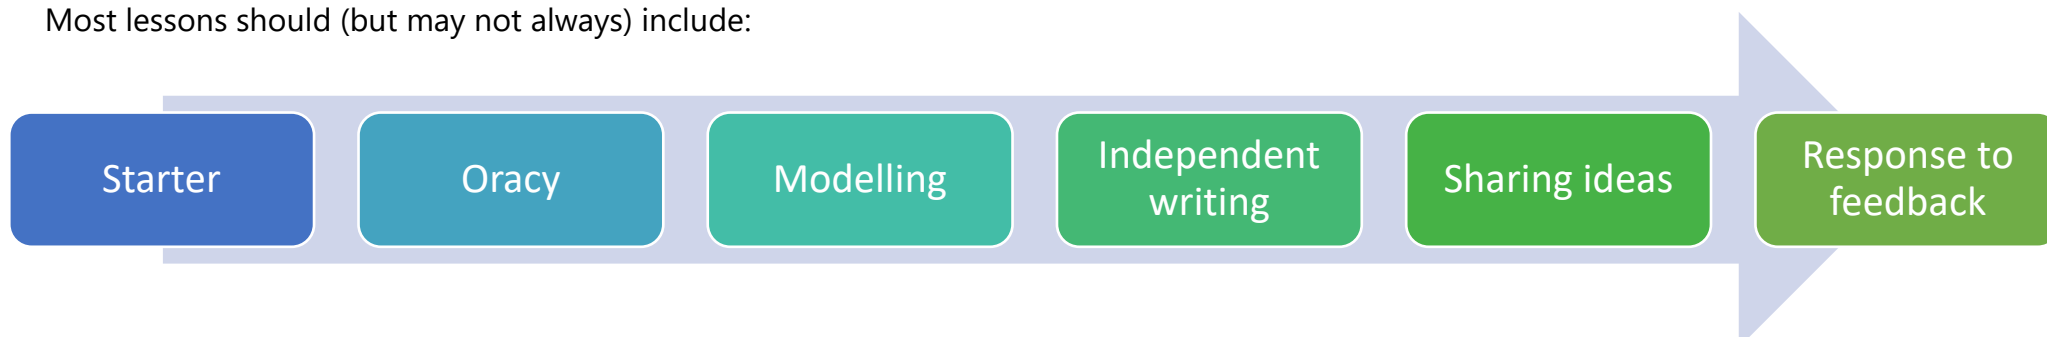 Most lessons should (but may not always) include:
Starter
Oracy
Modelling
Independent
writing
Sharing ideas
Response to
feedback